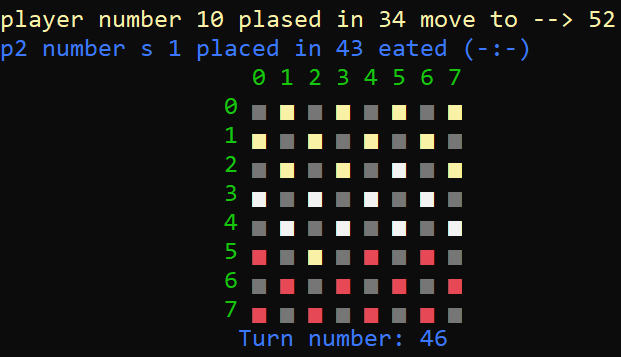 player number 10 plased in 34 move to --> 52
p2 number s 1 placed in 43 eated (-:-)
0 1 2 3 4 5 6 7
0
1
2
3
4
5
6
7
Turn number: 46